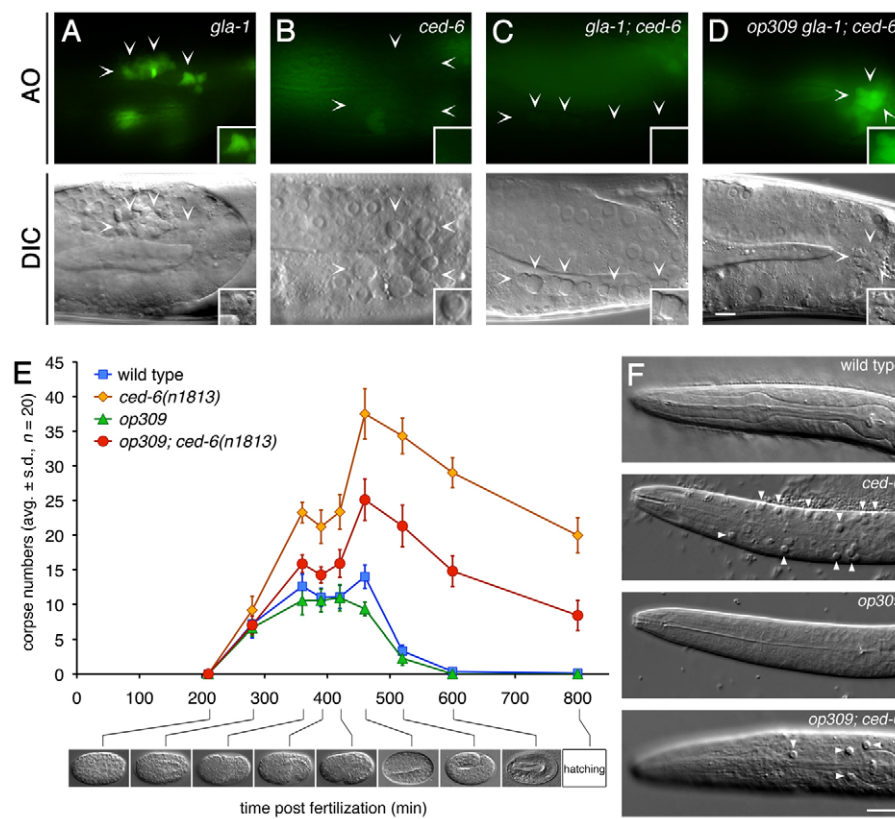 A
gla-1
B
ced-6
C
gla-1; ced-6
D
op309 gla-1; ced-6
AO
DIC
E
corpse numbers (avg. ± s.d., n = 20)
45
40
35
30
25
20
15
10
5
0
wild type
ced-6(n1813)
op309
op309; ced-6(n1813)
0 100 200 300 400 500 600 700 800
hatching
time post fertilization (min)
F
wild type
ced-6
op309
op309; ced-6